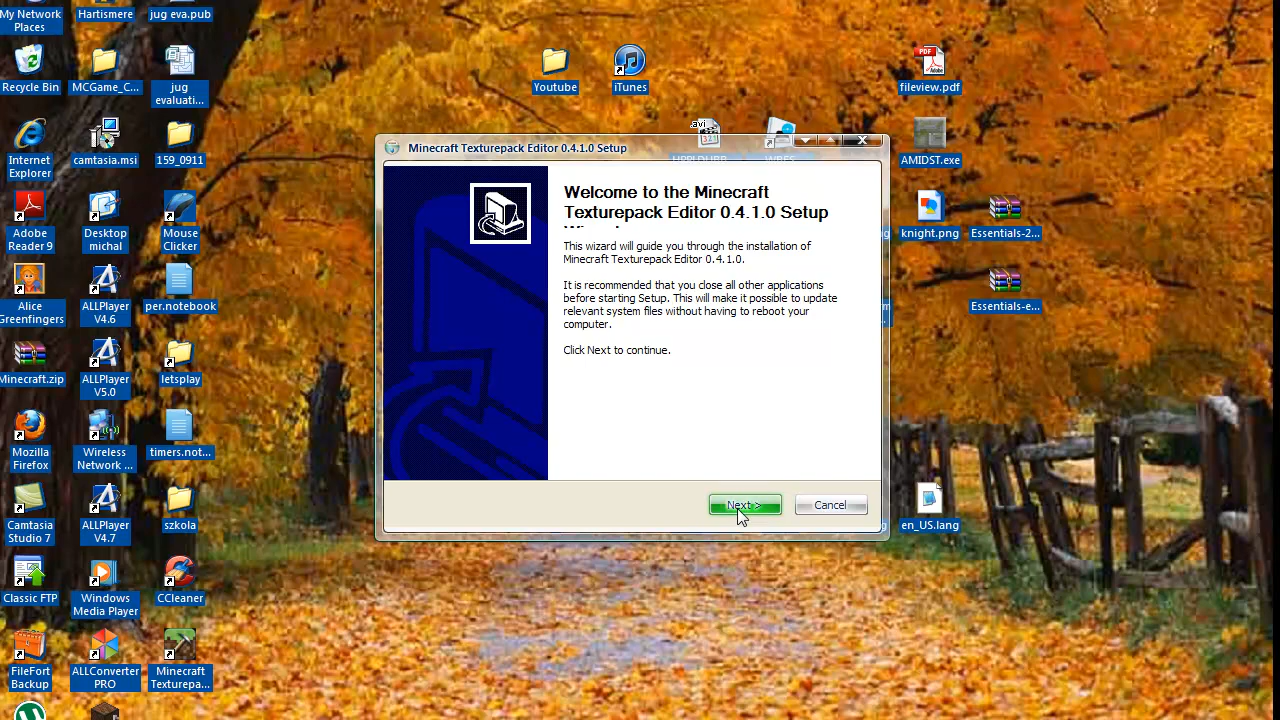 My Network
Places
Hartismere
jug eva.pub
Recycle Bin
MCGame_C...
jug
evaluati...
Youtube
iTunes
PDF
Adobe
fileview.pdf
Internet
Explorer
camtasia.msi
159_0911
.avi
321
AMIDST.exe
Adobe
Reader 9
Desktop
michal
Mouse
Clicker
knight.png
Essentials-2...
Alice
Greenfingers
ALLPlayer
V4.6
per.notebook
Essentials-e...
Minecraft.zip
ALLPlayer
V5.0
letsplay
Mozilla
Firefox
Wireless
Network ...
timers.not...
Camtasia
Studio 7
ALLPlayer
V4.7
szkola
en_US.lang
Classic FTP
Windows
Media Player
CCleaner
FileFort
Backup
ALLConverter
PRO
Minecraft
Texturepa...
Minecraft Texturepack Editor 0.4.1.0 Setup
Welcome to the Minecraft
Texturepack Editor 0.4.1.0 Setup
This wizard will guide you through the installation of
Minecraft Texturepack Editor 0.4.1.0.
It is recommended that you close all other applications
before starting Setup. This will make it possible to update
relevant system files without having to reboot your
computer.
Click Next to continue.
Next >
Cancel